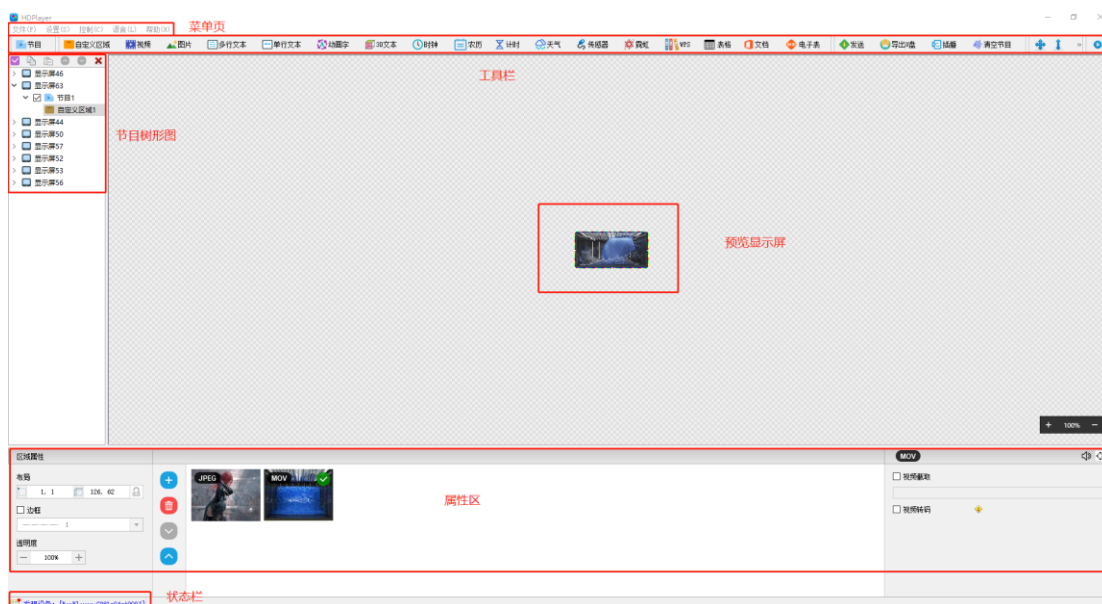 HDPlayer
文件(F) 设置(S) 控制(C) 语言(L) 帮助(H) 菜单页
节目 自定义区域 视频 图片 多行文本 单行文本 动画字 3D文本 时钟 农历 计时 天气 传感器 霓虹 WPS 表格 文档 电子表 发送 导出U盘 插播 清空节目
工具栏
显示屏46
显示屏63
节目1
自定义区域1
显示屏44
显示屏50
显示屏57
显示屏52
显示屏53
显示屏56
节目树形图
预览显示屏
+ 100% −
区域属性
MOV
布局
1, 1 128, 62
边框
1
透明度
− 100% +
JPEG
MOV
属性区
视频截取
视频转码
状态栏